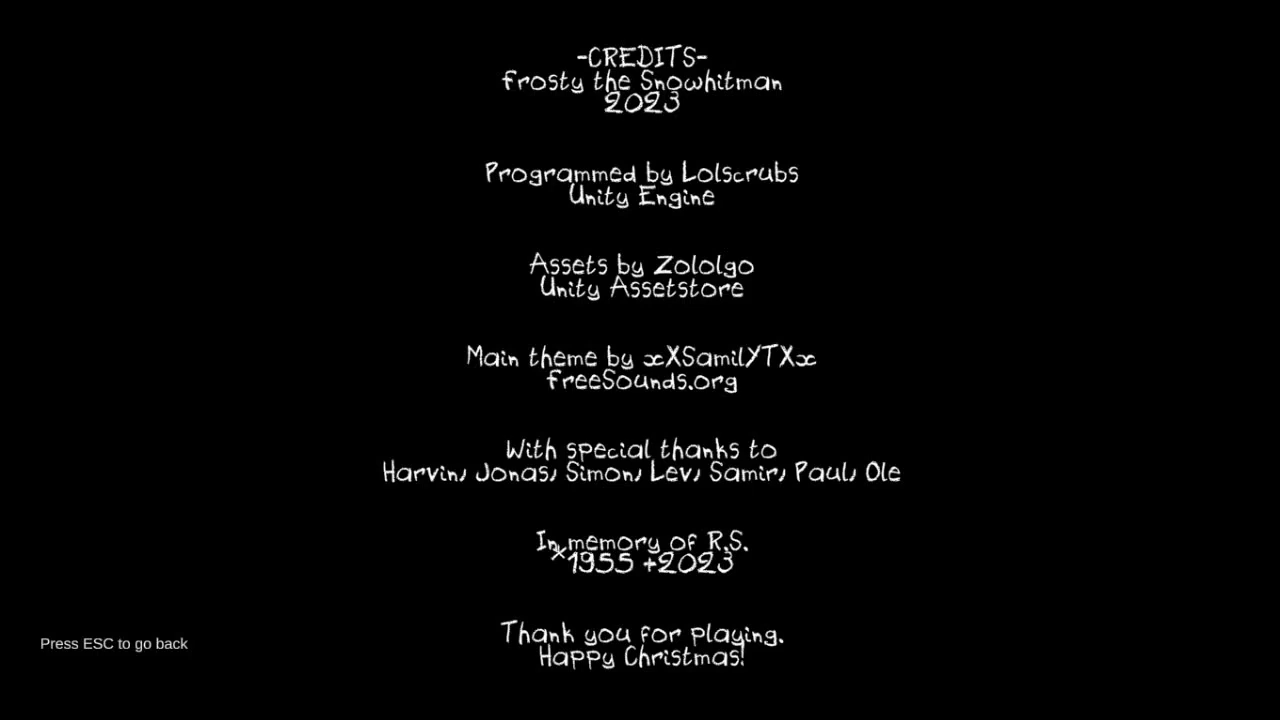 -CREDITS-
Frosty the Snowhitman
2023
Programmed by Lolscrubs
Unity Engine
Assets by Zololgo
Unity Assetstore
Main theme by xXSamilYTXx
freeSounds.org
With special thanks to
Harvin, Jonas, Simon, Lev, Samir, Paul, Ole
In memory of R.S.
*1955 +2023
Thank you for playing.
Happy Christmas!
Press ESC to go back